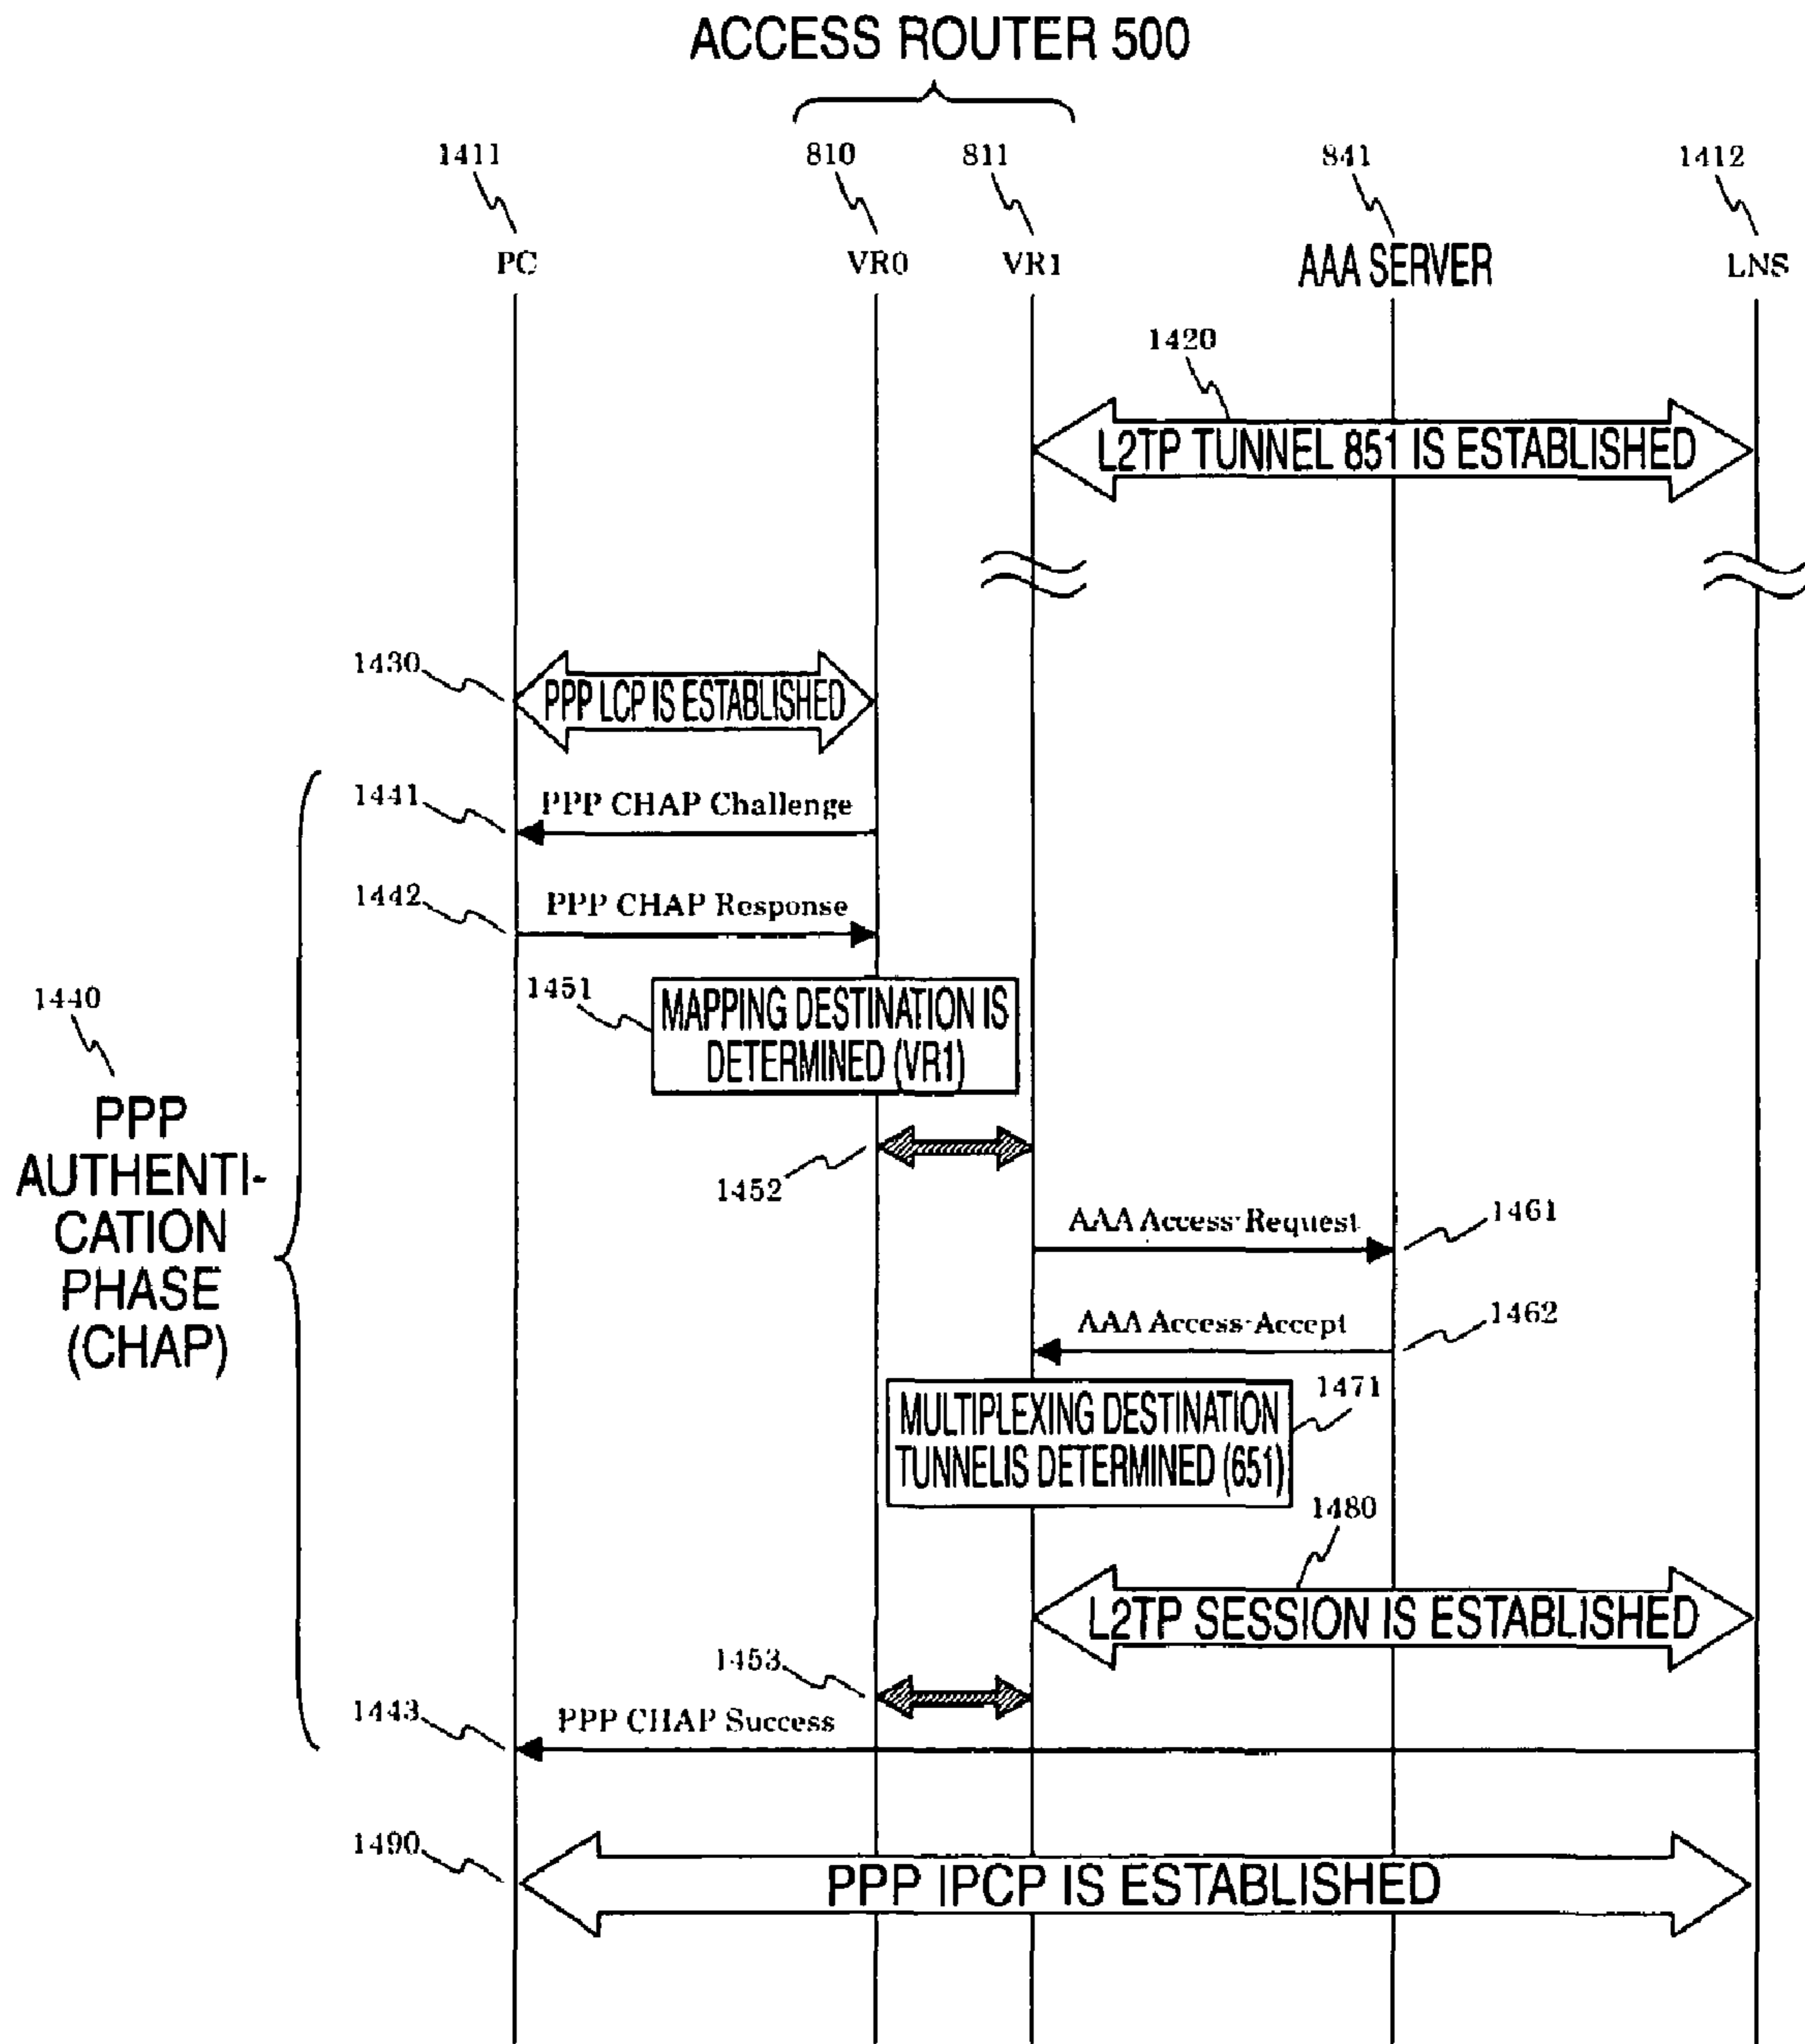 ACCESS ROUTER 500
1411
810
811
841
1412
PC
VR0
VR1
AAA SERVER
LNS
1420
L2TP TUNNEL 851 IS ESTABLISHED
1430
PPP LCP IS ESTABLISHED
1441
PPP CHAP Challenge
1442
PPP CHAP Response
1451
MAPPING DESTINATION IS
DETERMINED (VR1)
1440
PPP
AUTHENTI-
CATION
PHASE
(CHAP)
1452
AAA Access-Request
1461
AAA Access-Accept
1462
1471
MULTIPLEXING DESTINATION
TUNNELIS DETERMINED (651)
1480
L2TP SESSION IS ESTABLISHED
1453
1443
PPP CHAP Success
1490
PPP IPCP IS ESTABLISHED